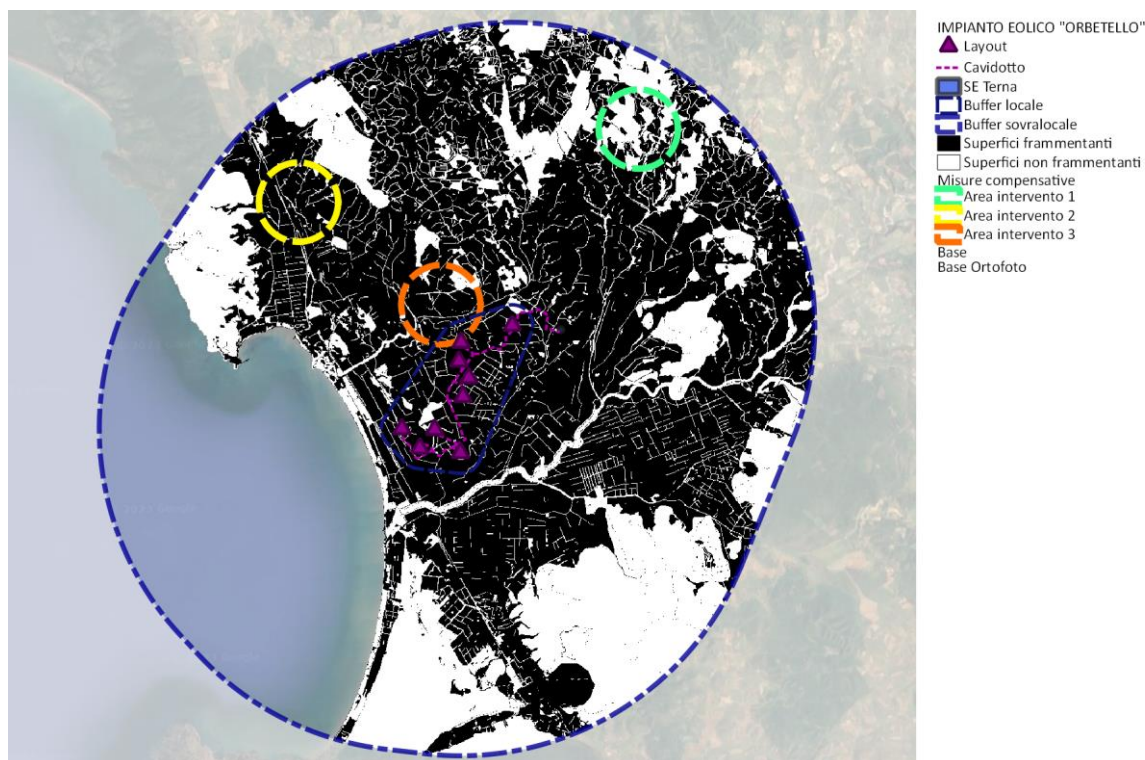 IMPIANTO EOLICO "ORBETELLO"
Layout
Cavidotto
SE Terna
Buffer locale
Buffer sovralocale
Superfici frammentanti
Superfici non frammentanti
Misure compensative
Area intervento 1
Area intervento 2
Area intervento 3
Base
Base Ortofoto